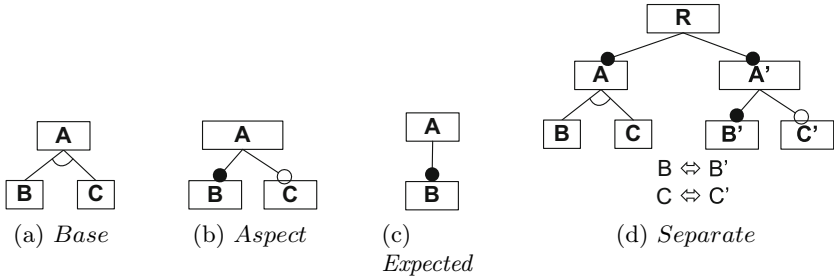 A
B C
(a) Base
A
B C
(b) Aspect
A
B
(c)
Expected
R
A A’
B C B’ C’
B ⇔ B’
C ⇔ C’
(d) Separate